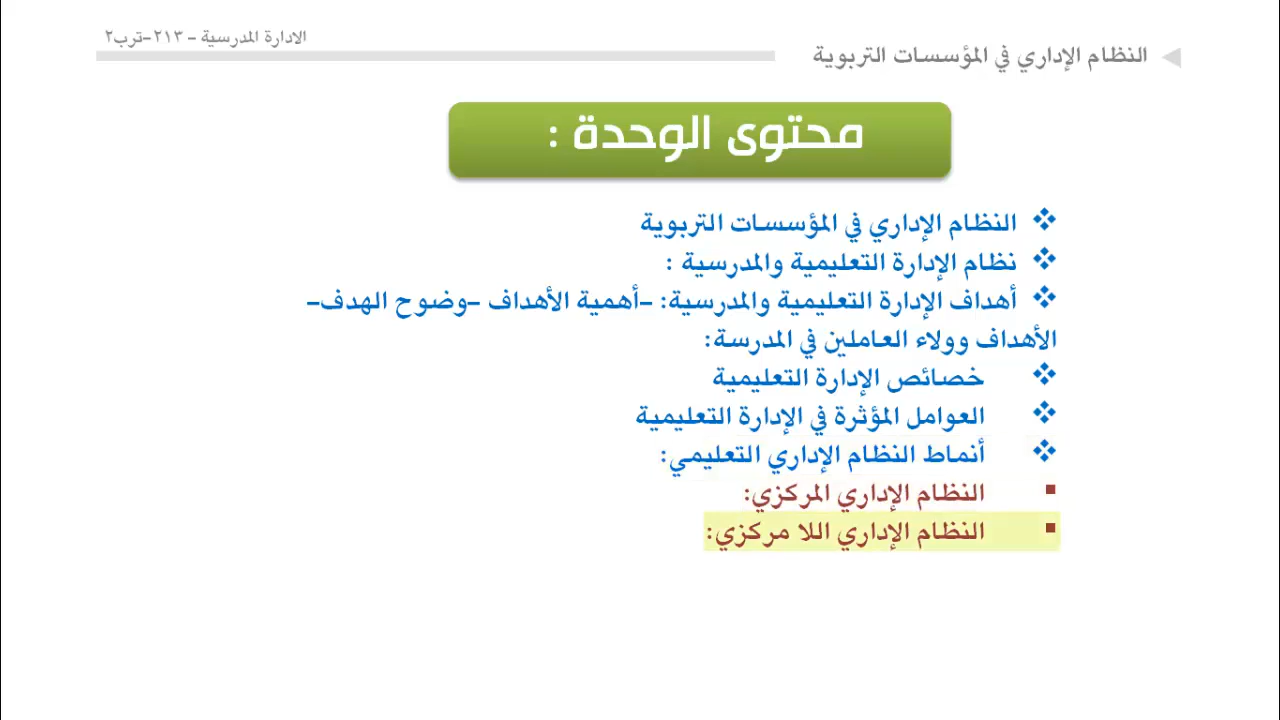 الادارة المدرسية - ٢١٣-ترب٢
النظام الإداري في المؤسسات التربوية
محتوى الوحدة :
النظام الإداري في المؤسسات التربوية
نظام الإدارة التعليمية والمدرسية :
أهداف الإدارة التعليمية والمدرسية: -أهمية الأهداف -وضوح الهدف-
الأهداف وولاء العاملين في المدرسة:
خصائص الإدارة التعليمية
العوامل المؤثرة في الإدارة التعليمية
أنماط النظام الإداري التعليمي:
النظام الإداري المركزي:
النظام الإداري اللا مركزي: